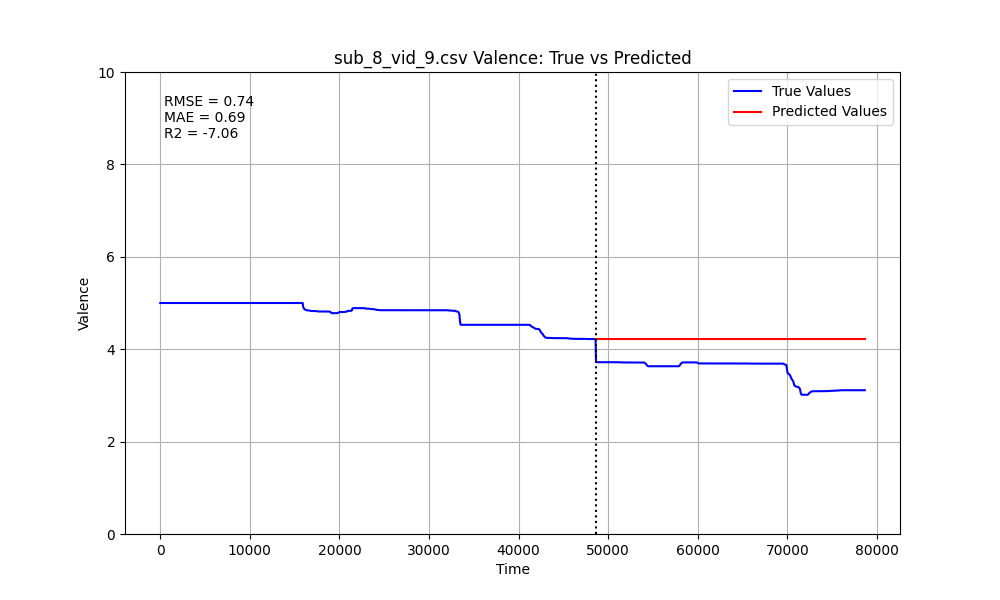 sub_8_vid_9.csv Valence: True vs Predicted
RMSE = 0.74
MAE = 0.69
R2 = -7.06
True Values
Predicted Values
Valence
10
8
6
4
2
0
0 10000 20000 30000 40000 50000 60000 70000 80000
Time